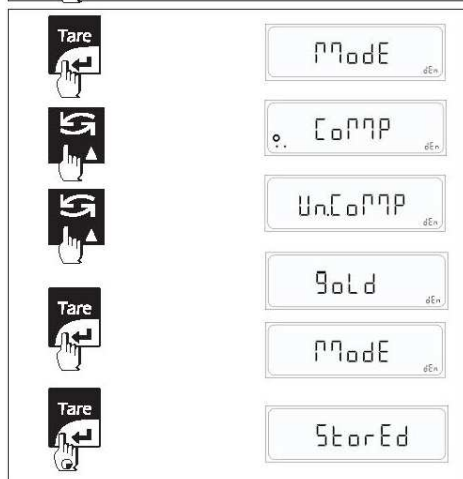 Tare
ModE
dEn
CoMP
dEn
Un.CoMP
dEn
goLd
dEn
Tare
ModE
dEn
Tare
StorEd